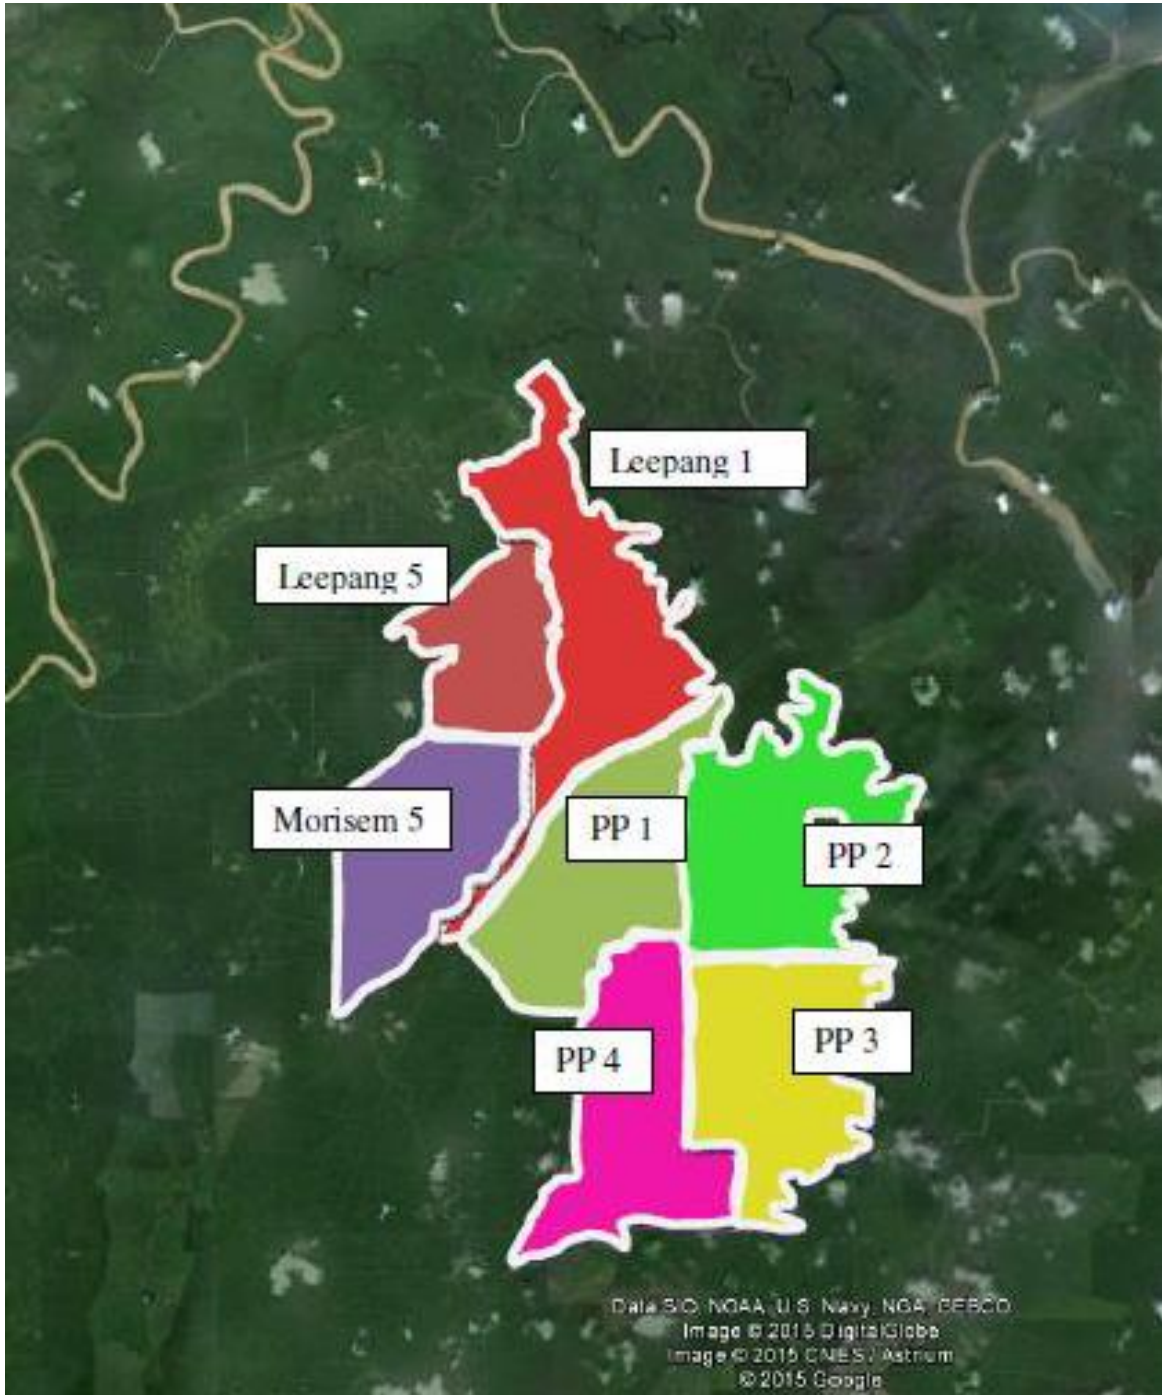 Leepang 1
Leepang 5
Morisem 5
PP 1
PP 2
PP 3
PP 4
Data SIO, NOAA, U.S. Navy, NGA, GEBCO
Image © 2015 DigitalGlobe
Image © 2015 CNES / Astrium
© 2015 Google